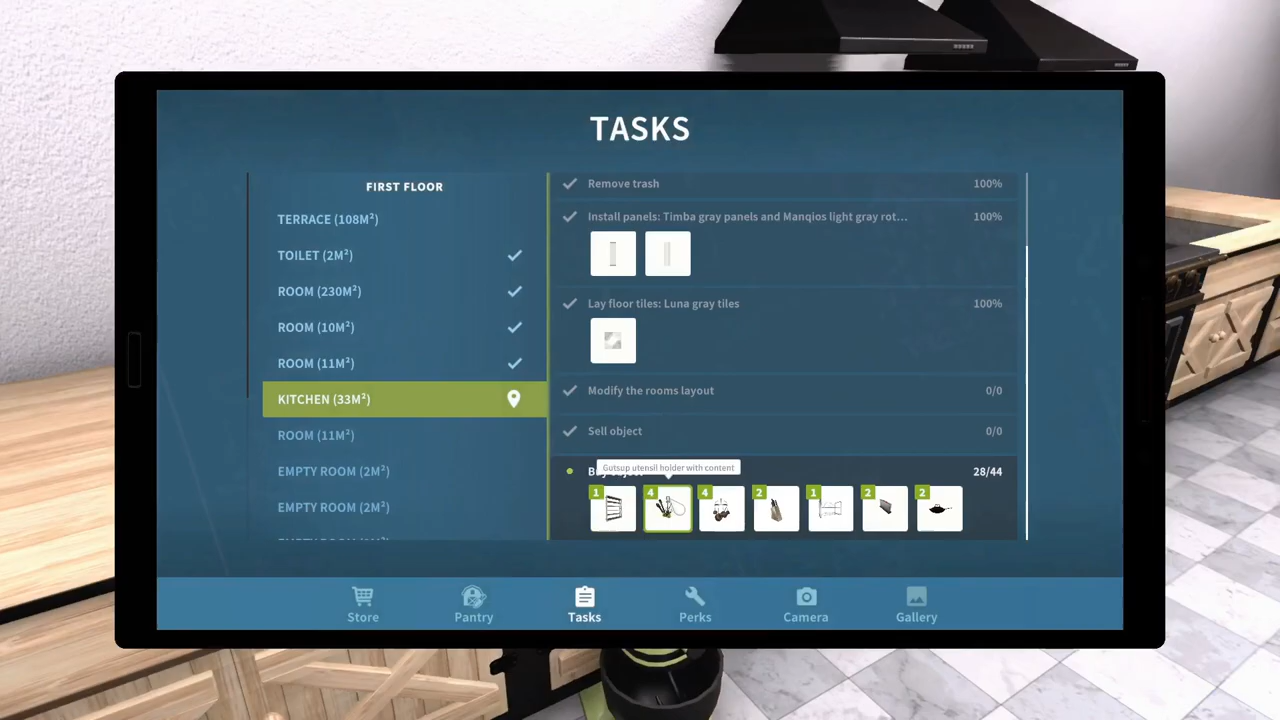 TASKS
FIRST FLOOR
TERRACE (108M²)
TOILET (2M²)
ROOM (230M²)
ROOM (10M²)
ROOM (11M²)
KITCHEN (33M²)
ROOM (11M²)
EMPTY ROOM (2M²)
EMPTY ROOM (2M²)
Remove trash 100%
Install panels: Timba gray panels and Manqios light gray rot... 100%
Lay floor tiles: Luna gray tiles 100%
Modify the rooms layout 0/0
Sell object 0/0
Gutsup utensil holder with content
28/44
1 4 4 2 1 2 2
Store
Pantry
Tasks
Perks
Camera
Gallery